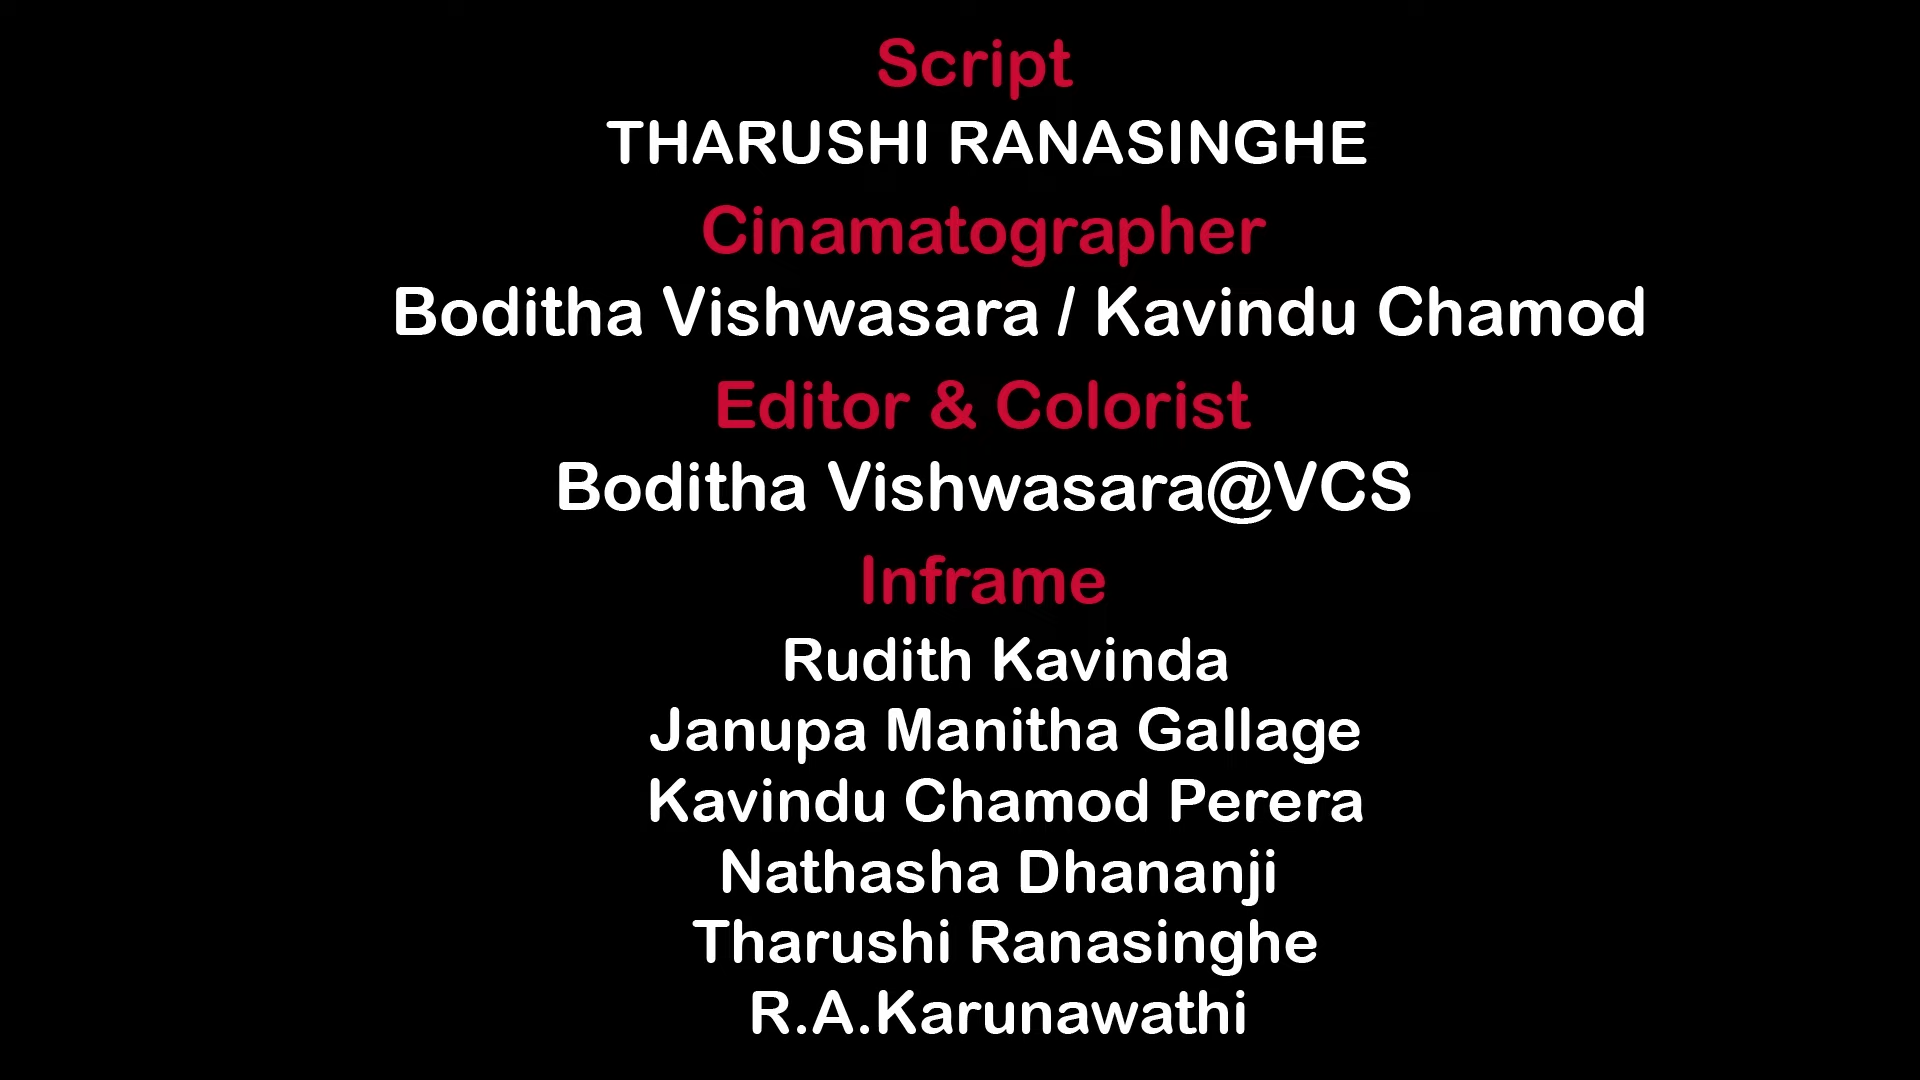 Script
THARUSHI RANASINGHE
Cinamatographer
Boditha Vishwasara / Kavindu Chamod
Editor & Colorist
Boditha Vishwasara@VCS
Inframe
Rudith Kavinda
Janupa Manitha Gallage
Kavindu Chamod Perera
Nathasha Dhananji
Tharushi Ranasinghe
R.A.Karunawathi